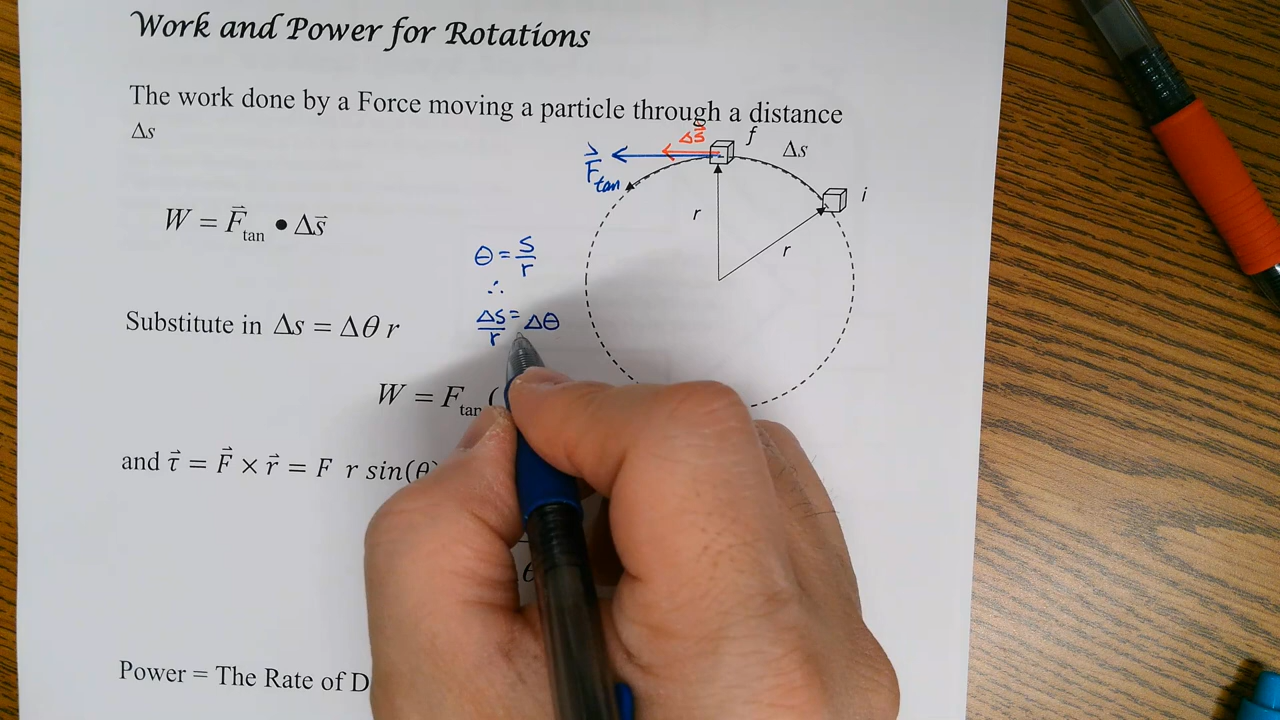 Work and Power for Rotations
The work done by a Force moving a particle through a distance
Δs
Δs⃗
f
Δs
F⃗tan
i
r
r
W = F⃗tan • Δs⃗
θ = s/r
∴
Δs/r = Δθ
Substitute in Δs = Δθ r
W = Ftan (
and τ⃗ = F⃗ × r⃗ = F r sin(θ
θ
Power = The Rate of D